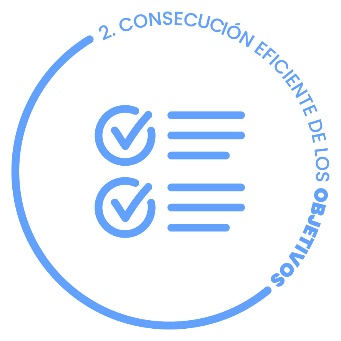 2. CONSECUCIÓN EFICIENTE DE LOS OBJETIVOS